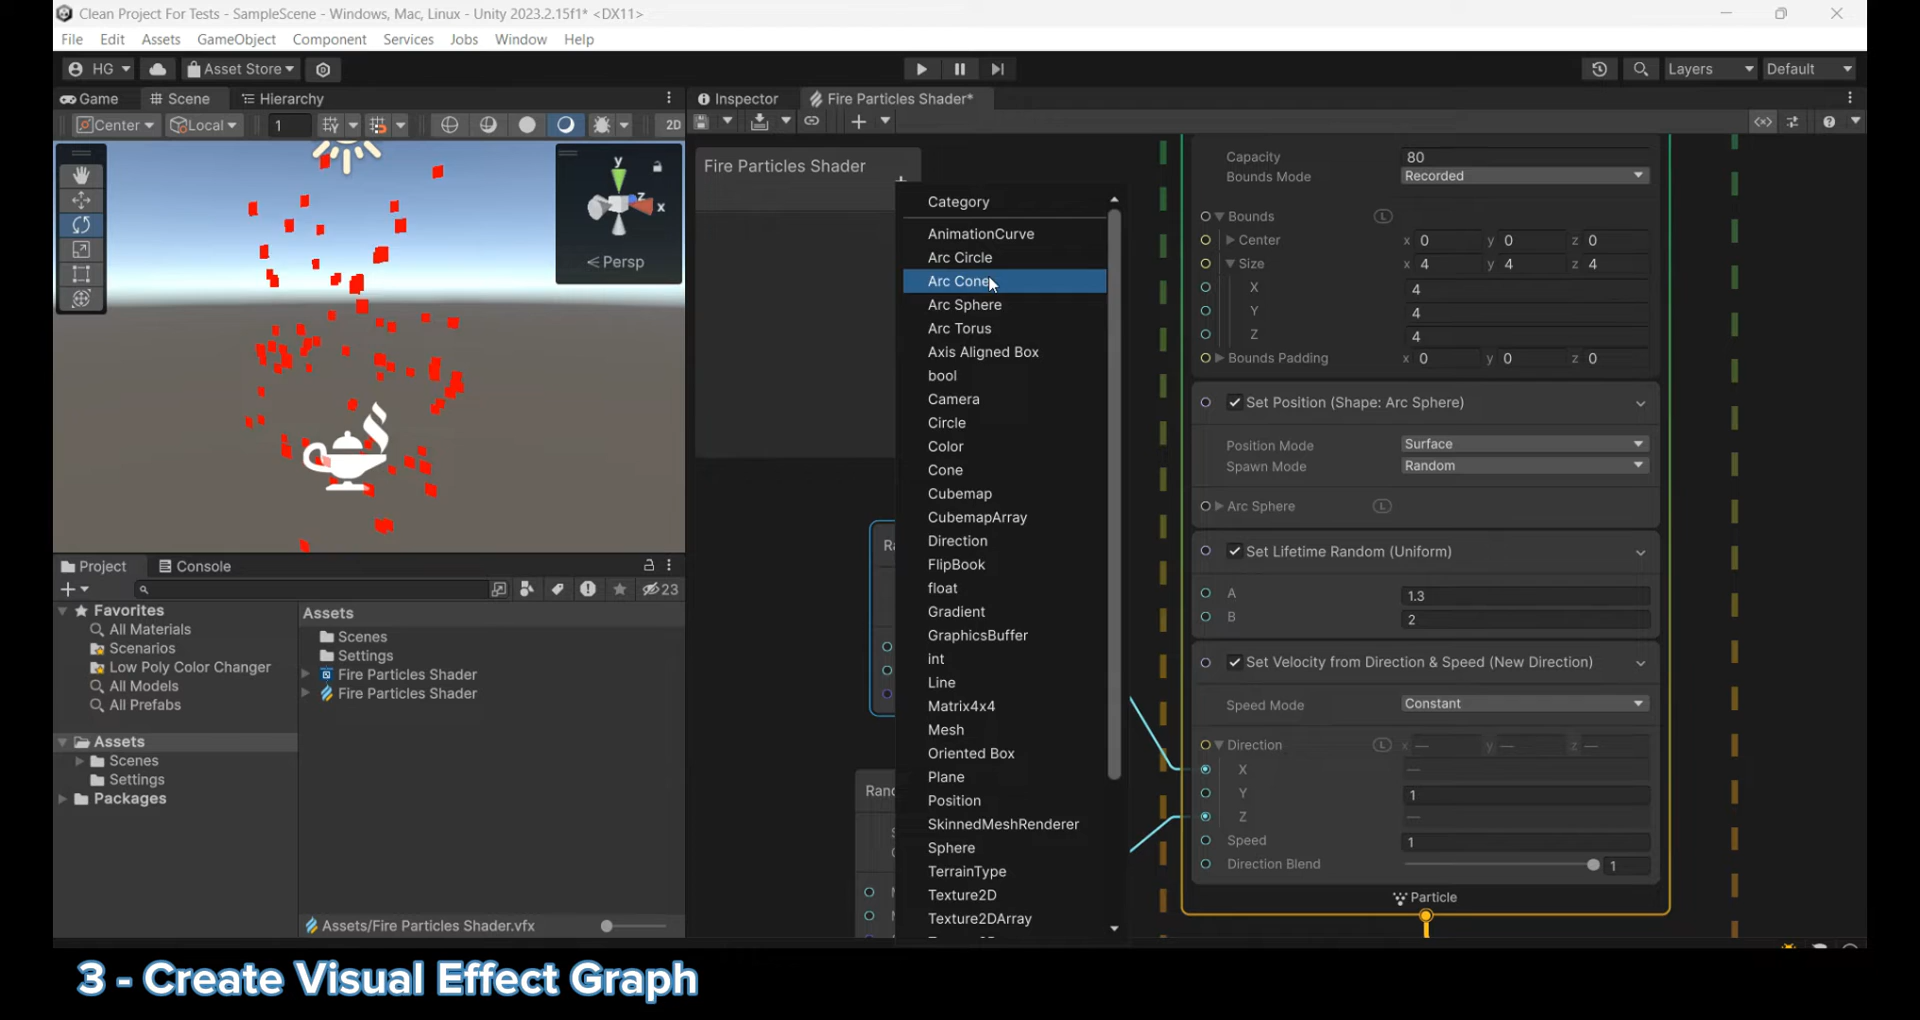 Clean Project For Tests - SampleScene - Windows, Mac, Linux - Unity 2023.2.15f1* <DX11>
File Edit Assets GameObject Component Services Jobs Window Help
HG Asset Store Layers Default
Game Scene Hierarchy Inspector Fire Particles Shader*
Center Local 1 2D
Fire Particles Shader
y
z
x
Persp
Category
AnimationCurve
Arc Circle
Arc Cone
Arc Sphere
Arc Torus
Axis Aligned Box
bool
Camera
Circle
Color
Cone
Cubemap
CubemapArray
Direction
FlipBook
float
Gradient
GraphicsBuffer
int
Line
Matrix4x4
Mesh
Oriented Box
Plane
Position
SkinnedMeshRenderer
Sphere
TerrainType
Texture2D
Texture2DArray
Capacity 80
Bounds Mode Recorded
Bounds L
Center x 0 y 0 z 0
Size x 4 y 4 z 4
X 4
Y 4
Z 4
Bounds Padding x 0 y 0 z 0
Set Position (Shape: Arc Sphere)
Position Mode Surface
Spawn Mode Random
Arc Sphere L
Set Lifetime Random (Uniform)
A 1.3
B 2
Set Velocity from Direction & Speed (New Direction)
Speed Mode Constant
Direction L x — y — z —
X —
Y 1
Z —
Speed 1
Direction Blend 1
Particle
Project Console
23
Favorites
All Materials
Scenarios
Low Poly Color Changer
All Models
All Prefabs
Assets
Scenes
Settings
Packages
Assets
Scenes
Settings
Fire Particles Shader
Fire Particles Shader
Assets/Fire Particles Shader.vfx
3 - Create Visual Effect Graph